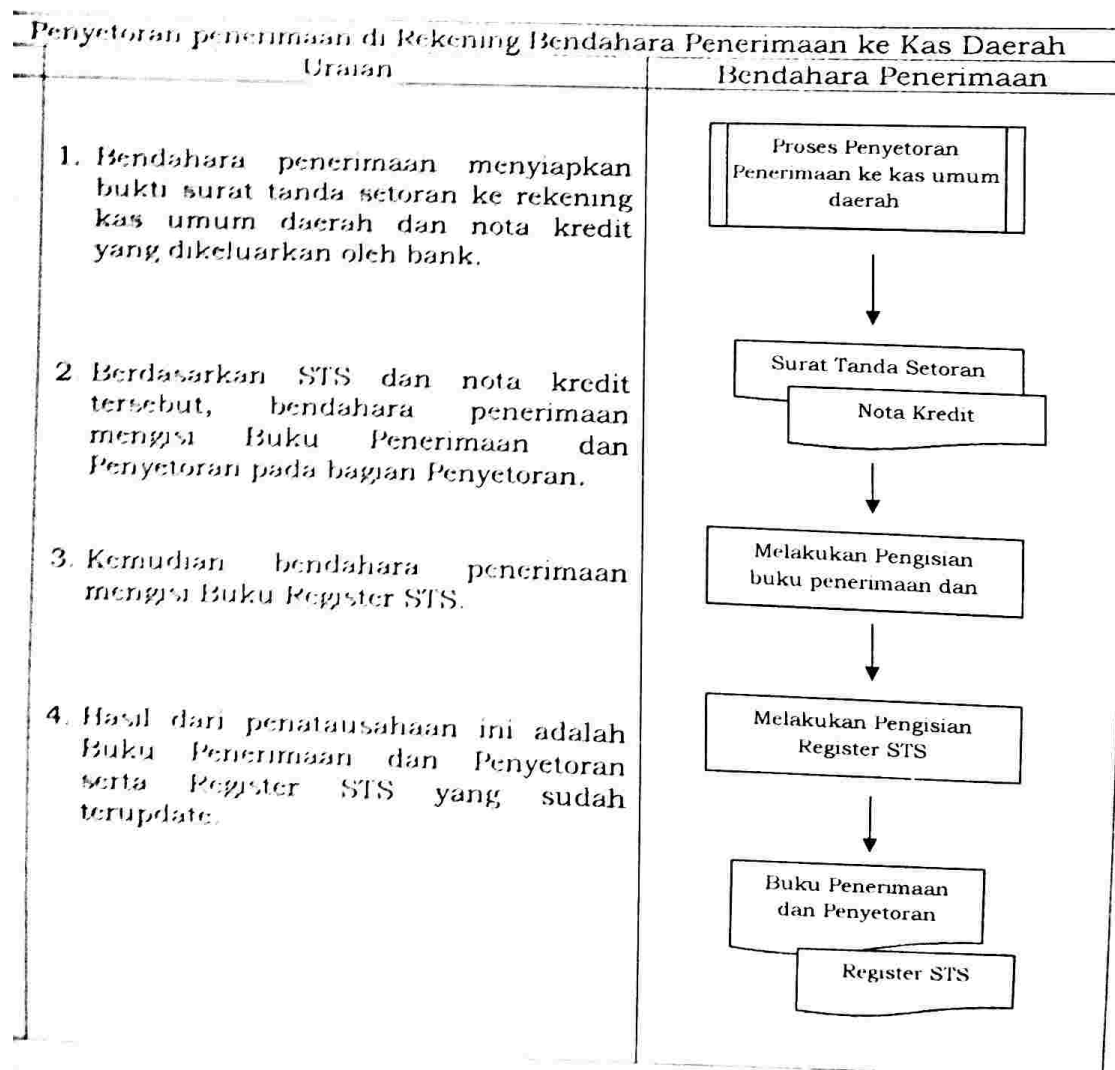 Penyetoran penerimaan di Rekening Bendahara Penerimaan ke Kas Daerah
Uraian
Bendahara Penerimaan
1. Bendahara penerimaan menyiapkan
bukti surat tanda setoran ke rekening
kas umum daerah dan nota kredit
yang dikeluarkan oleh bank.
2 Berdasarkan STS dan nota kredit
tersebut, bendahara penerimaan
mengisi Buku Penerimaan dan
Penyetoran pada bagian Penyetoran.
3. Kemudian bendahara penerimaan
mengisi Buku Register STS.
4. Hasil dari penatausahaan ini adalah
Buku Penerimaan dan Penyetoran
serta Register STS yang sudah
terupdate.
Proses Penyetoran
Penerimaan ke kas umum
daerah
Surat Tanda Setoran
Nota Kredit
Melakukan Pengisian
buku penerimaan dan
Melakukan Pengisian
Register STS
Buku Penerimaan
dan Penyetoran
Register STS